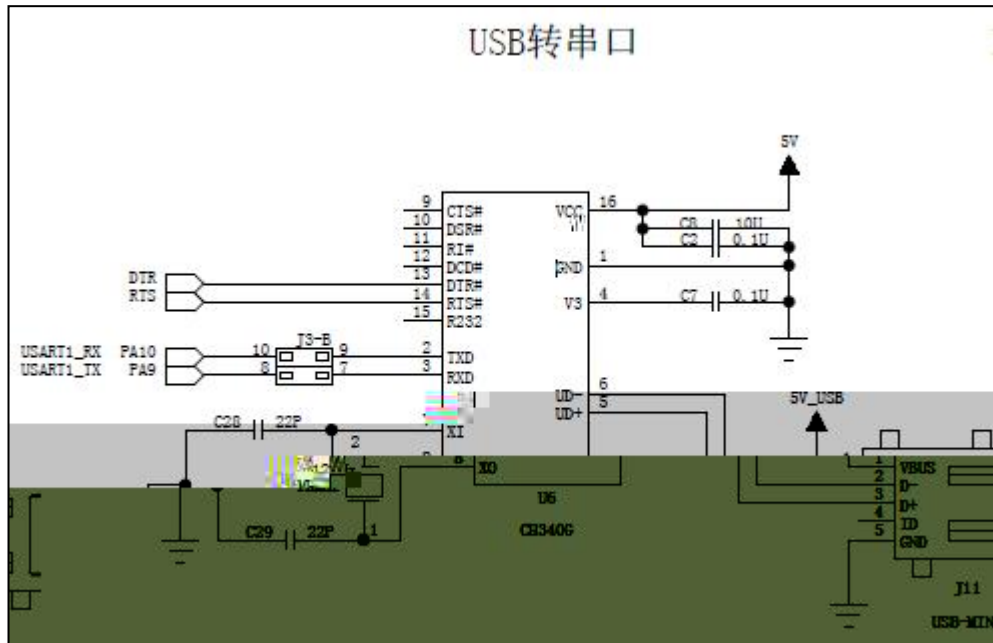 USB转串口
5V
9 CTS# VCC 16
10 DSR# C8 10U
11 RI# C2 0.1U
12 DCD# GND 1
DTR 13 DTR#
RTS 14 RTS# V3 4 C7 0.1U
15 R232
J3-B
USART1_RX PA10 10 9 2 TXD
USART1_TX PA9 8 7 3 RXD
UD- 6
UD+ 5
5V_USB
C28 22P XI
2
8 XO 1 VBUS
2 D-
U6 3 D+
4 ID
C29 22P 1 CH340G 5 GND
J11
USB-MIN